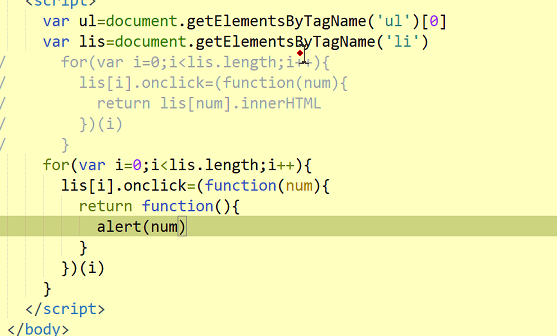 <script>
var ul=document.getElementsByTagName('ul')[0]
var lis=document.getElementsByTagName('li')
/ for(var i=0;i<lis.length;i++){
/ lis[i].onclick=(function(num){
/ return lis[num].innerHTML
/ })(i)
/ }
for(var i=0;i<lis.length;i++){
lis[i].onclick=(function(num){
return function(){
alert(num)
}
})(i)
}
</script>
</body>